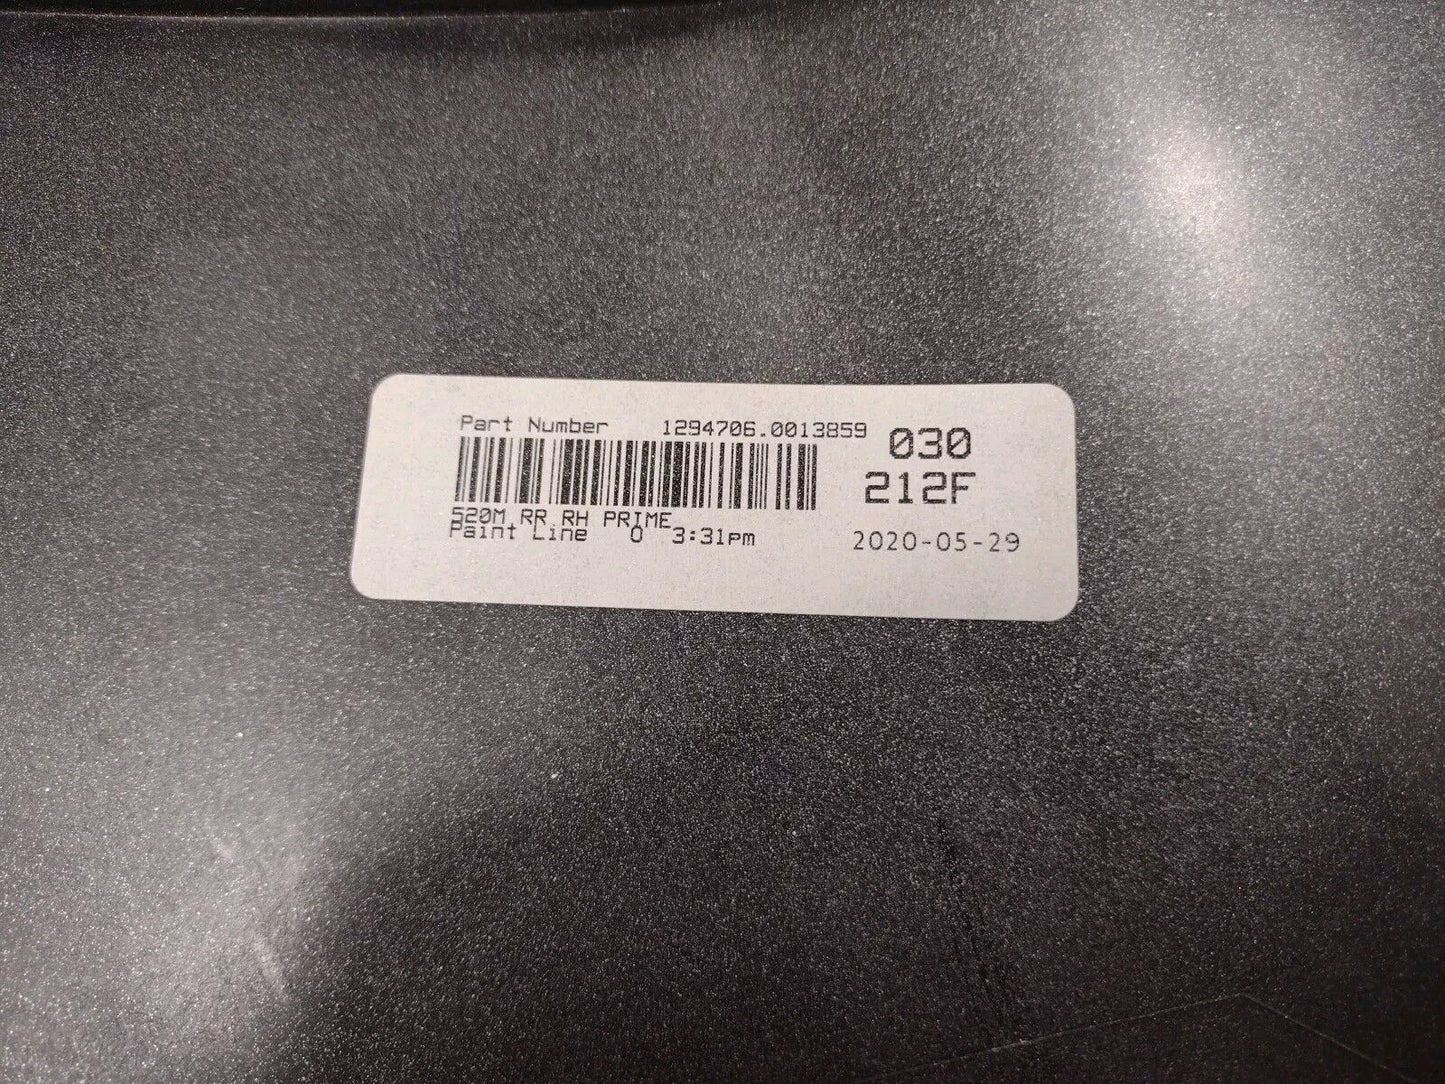 Part Number 1294706.0013859
030
212F
520M RR RH PRIME
Paint Line 0 3:31pm
2020-05-29